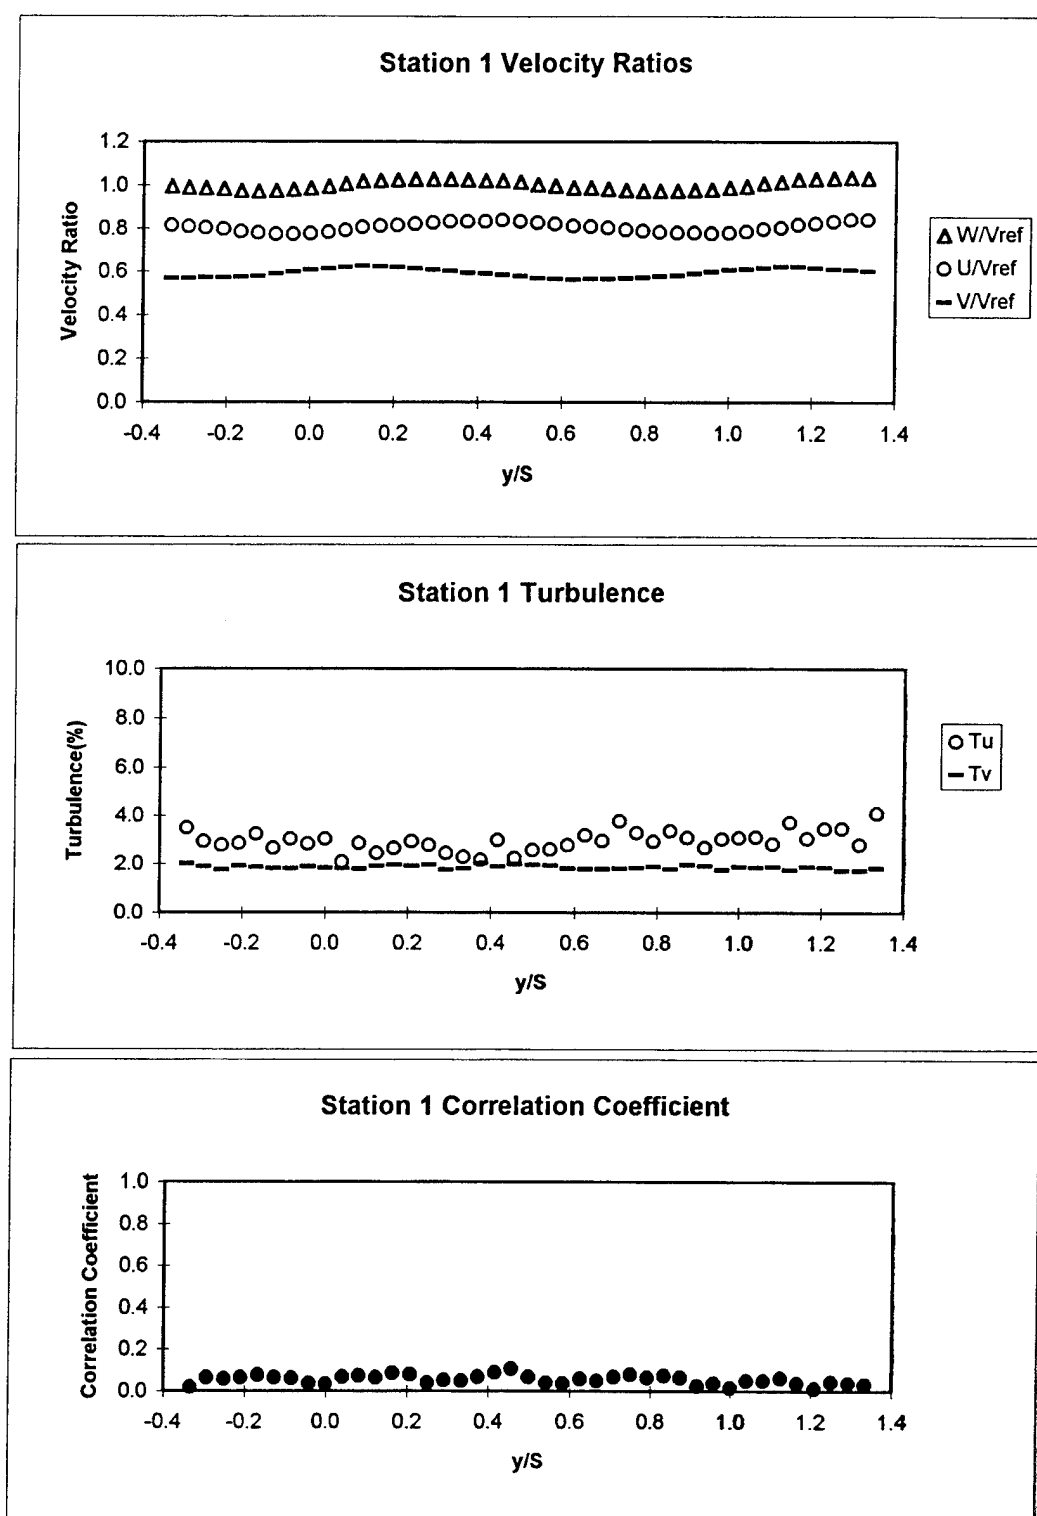 Station 1 Velocity Ratios
1.2
1.0
0.8
0.6
0.4
0.2
0.0
Velocity Ratio
-0.4 -0.2 0.0 0.2 0.4 0.6 0.8 1.0 1.2 1.4
y/S
W/Vref
U/Vref
V/Vref
Station 1 Turbulence
10.0
8.0
6.0
4.0
2.0
0.0
Turbulence(%)
-0.4 -0.2 0.0 0.2 0.4 0.6 0.8 1.0 1.2 1.4
y/S
Tu
Tv
Station 1 Correlation Coefficient
1.0
0.8
0.6
0.4
0.2
0.0
Correlation Coefficient
-0.4 -0.2 0.0 0.2 0.4 0.6 0.8 1.0 1.2 1.4
y/S